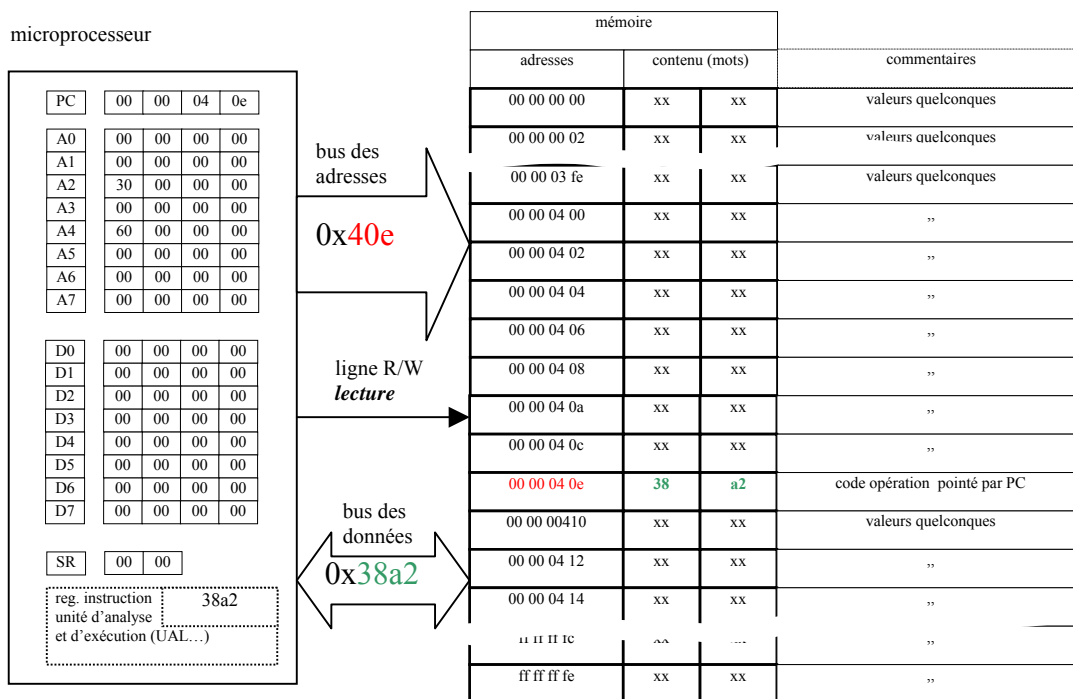 microprocesseur
PC 00 00 04 0e
A0 00 00 00 00
A1 00 00 00 00
A2 30 00 00 00
A3 00 00 00 00
A4 60 00 00 00
A5 00 00 00 00
A6 00 00 00 00
A7 00 00 00 00
D0 00 00 00 00
D1 00 00 00 00
D2 00 00 00 00
D3 00 00 00 00
D4 00 00 00 00
D5 00 00 00 00
D6 00 00 00 00
D7 00 00 00 00
SR 00 00
reg. instruction 38a2
unité d’analyse
et d’exécution (UAL…)
bus des
adresses
0x40e
ligne R/W
lecture
bus des
données
0x38a2
mémoire
adresses contenu (mots) commentaires
00 00 00 00 xx xx valeurs quelconques
00 00 00 02 xx xx valeurs quelconques
00 00 03 fe xx xx valeurs quelconques
00 00 04 00 xx xx ,,
00 00 04 02 xx xx ,,
00 00 04 04 xx xx ,,
00 00 04 06 xx xx ,,
00 00 04 08 xx xx ,,
00 00 04 0a xx xx ,,
00 00 04 0c xx xx ,,
00 00 04 0e 38 a2 code opération pointé par PC
00 00 00410 xx xx valeurs quelconques
00 00 04 12 xx xx ,,
00 00 04 14 xx xx ,,
ff ff ff fc xx xx ,,
ff ff ff fe xx xx ,,